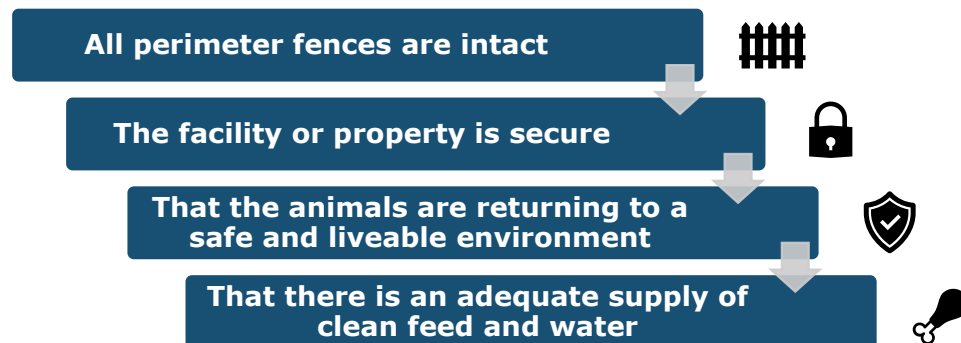 All perimeter fences are intact
The facility or property is secure
That the animals are returning to a
safe and liveable environment
That there is an adequate supply of
clean feed and water